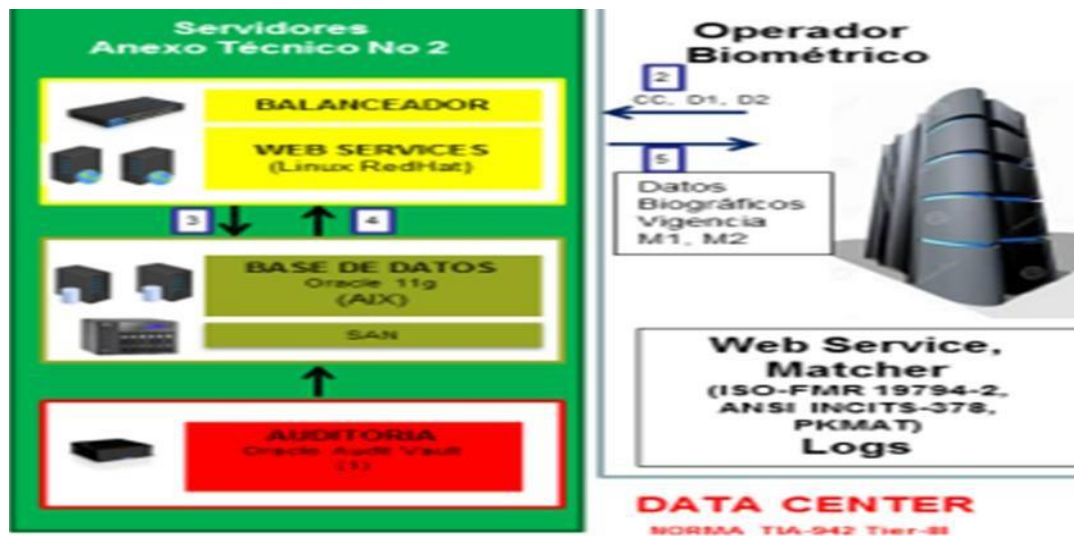 Servidores
Anexo Técnico No 2
BALANCEADOR
WEB SERVICES
(Linux RedHat)
3
4
BASE DE DATOS
Oracle 11g
(AIX)
SAN
AUDITORIA
Oracle Audit Vault
(1)
Operador
Biométrico
2
CC, D1, D2
5
Datos
Biográficos
Vigencia
M1, M2
Web Service,
Matcher
(ISO-FMR 19794-2,
ANSI INCITS-378,
PKMAT)
Logs
DATA CENTER
NORMA TIA-942 Tier-III